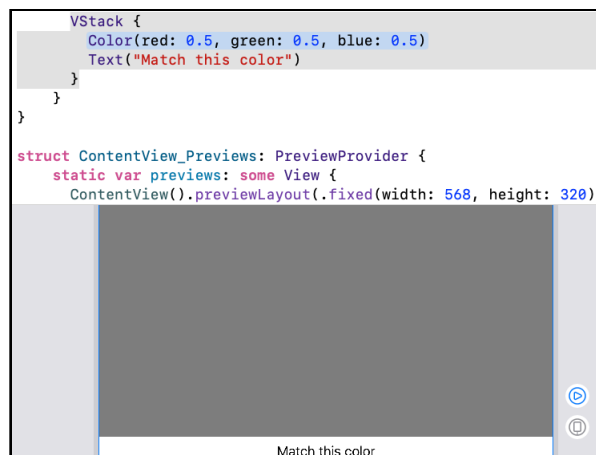 VStack {
Color(red: 0.5, green: 0.5, blue: 0.5)
Text("Match this color")
}
}
}
struct ContentView_Previews: PreviewProvider {
static var previews: some View {
ContentView().previewLayout(.fixed(width: 568, height: 320)
Match this color